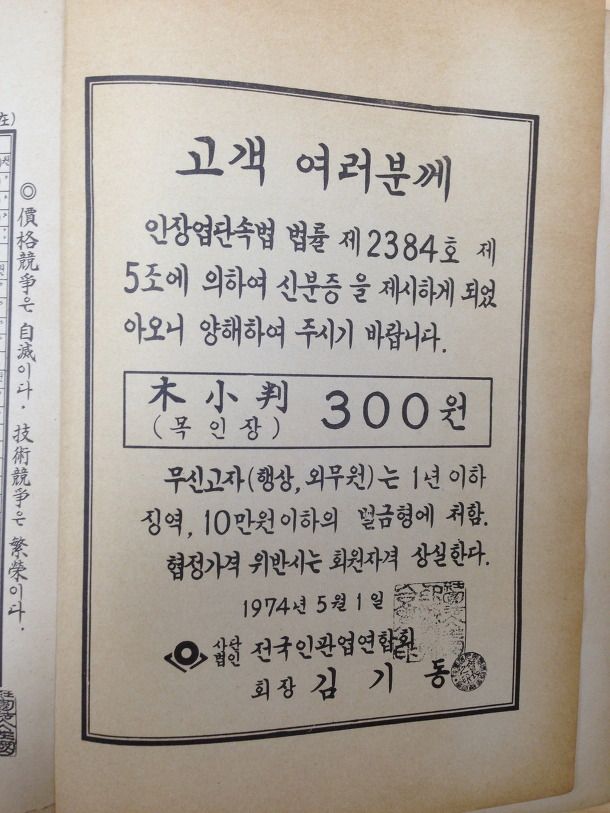 고객 여러분께
인장업단속법 법률 제2384호 제
5조에 의하여 신분증을 제시하게 되었
아오니 양해하여 주시기 바랍니다.
木小判 300원
(목인장)
무신고자(행상, 외무원)는 1년 이하
징역, 10만원이하의 벌금형에 처함.
협정가격 위반시는 회원자격 상실한다.
1974년 5월 1일
사단법인 전국인판업연합회
회장 김기동
◎ 價格競爭은 自滅이다. 技術競爭은 繁榮이다.